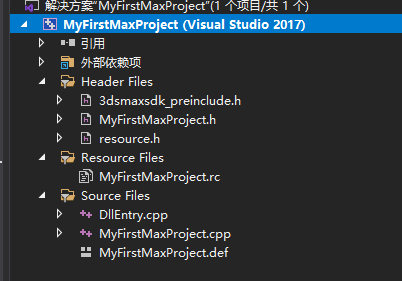 解决方案"MyFirstMaxProject"(1 个项目/共 1 个)
MyFirstMaxProject (Visual Studio 2017)
引用
外部依赖项
Header Files
3dsmaxsdk_preinclude.h
MyFirstMaxProject.h
resource.h
Resource Files
MyFirstMaxProject.rc
Source Files
DllEntry.cpp
MyFirstMaxProject.cpp
MyFirstMaxProject.def